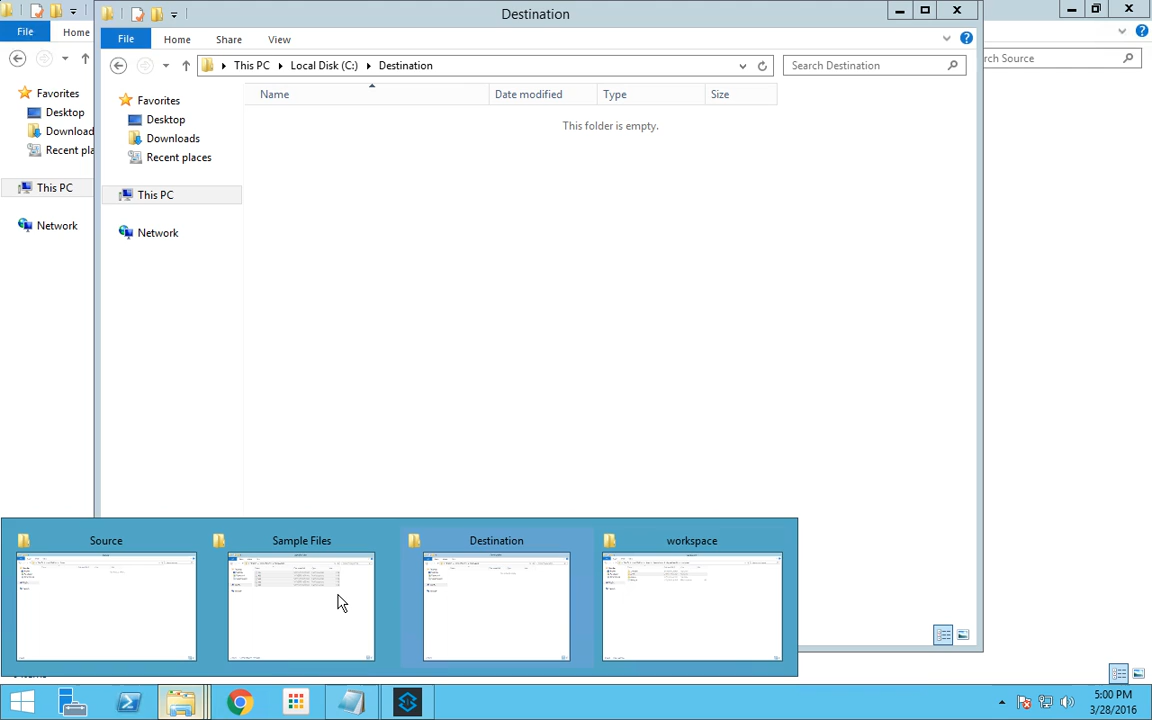 Destination
File
Home
File
Home
Share
View
This PC
Local Disk (C:)
Destination
Search Destination
rch Source
Favorites
Desktop
Download
Recent pla
This PC
Network
Favorites
Desktop
Downloads
Recent places
This PC
Network
Name
Date modified
Type
Size
This folder is empty.
Source
Sample Files
Destination
workspace
5:00 PM
3/28/2016